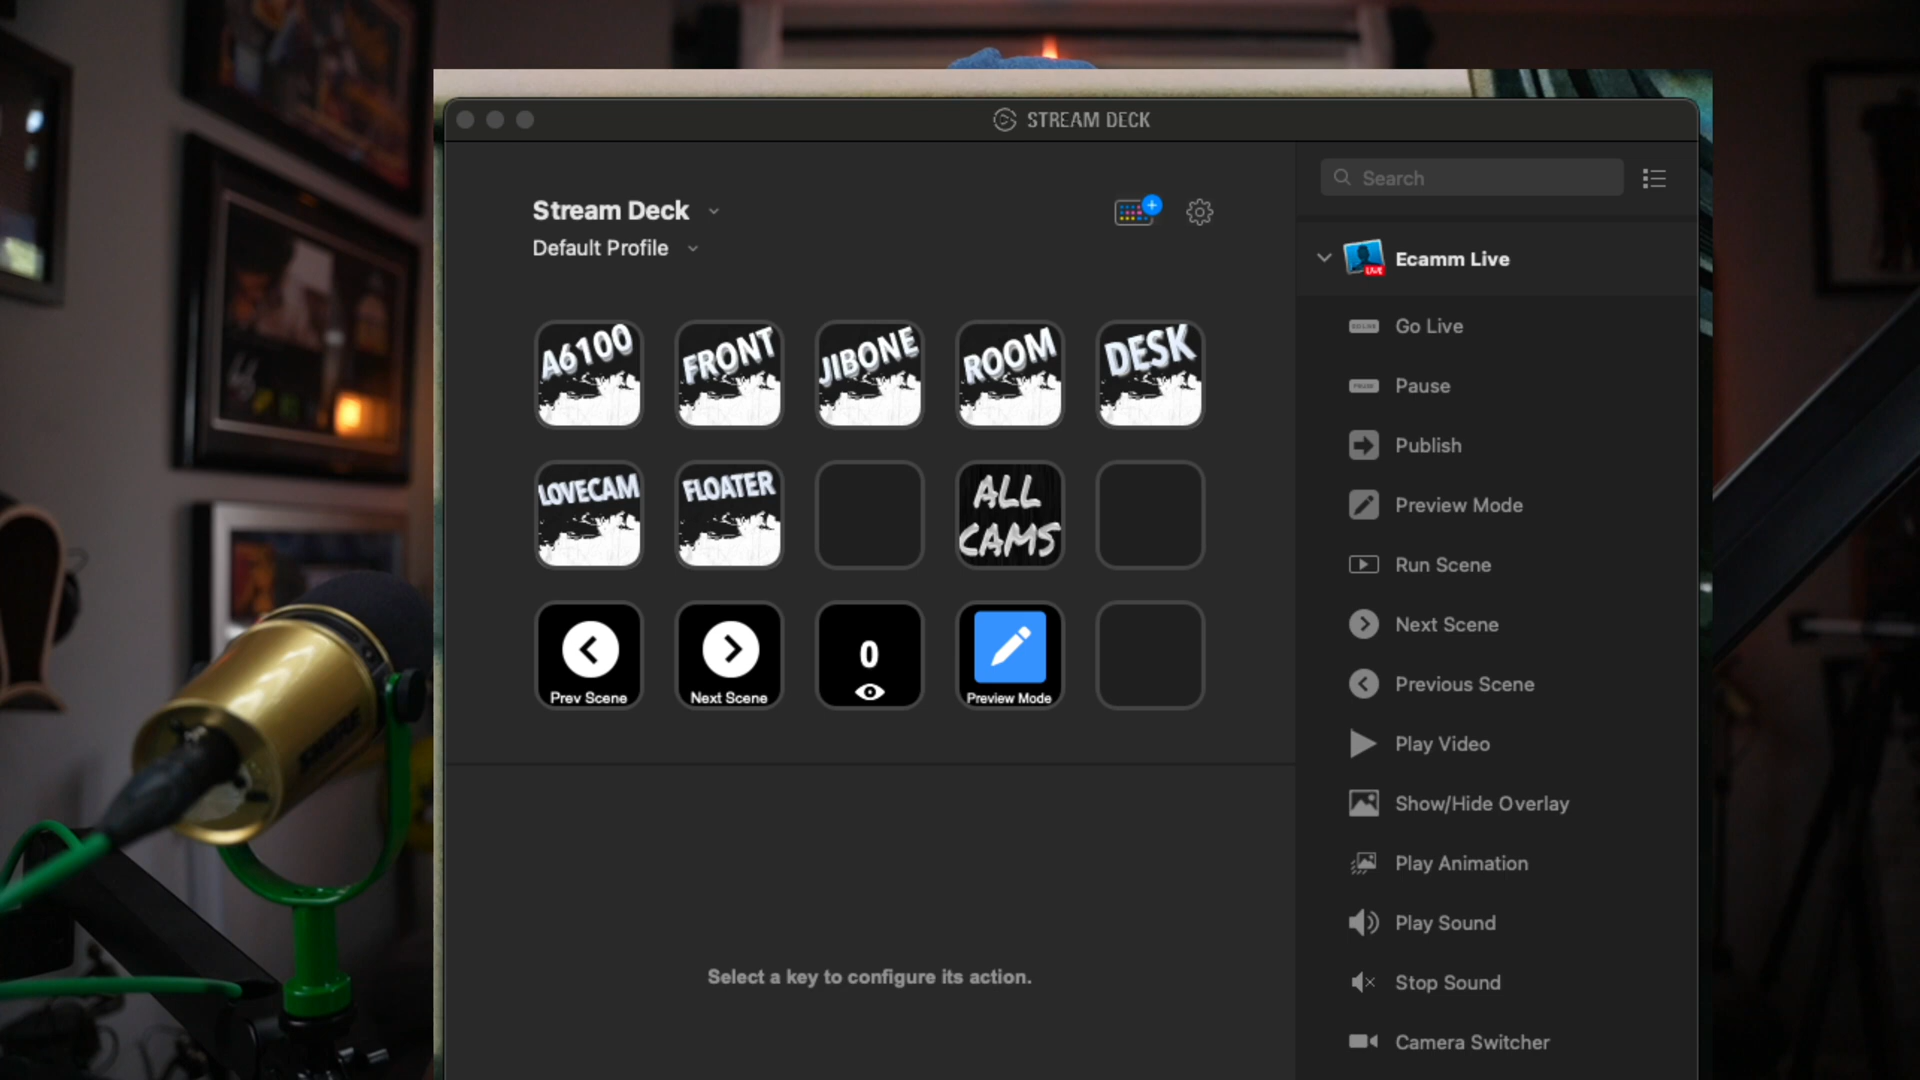 STREAM DECK
Stream Deck
Default Profile
A6100
FRONT
JIBONE
ROOM
DESK
LOVECAM
FLOATER
ALL
CAMS
Prev Scene
Next Scene
0
Preview Mode
Select a key to configure its action.
Search
Ecamm Live
LIVE
Go Live
PAUSE
Pause
Publish
Preview Mode
Run Scene
Next Scene
Previous Scene
Play Video
Show/Hide Overlay
Play Animation
Play Sound
Stop Sound
Camera Switcher